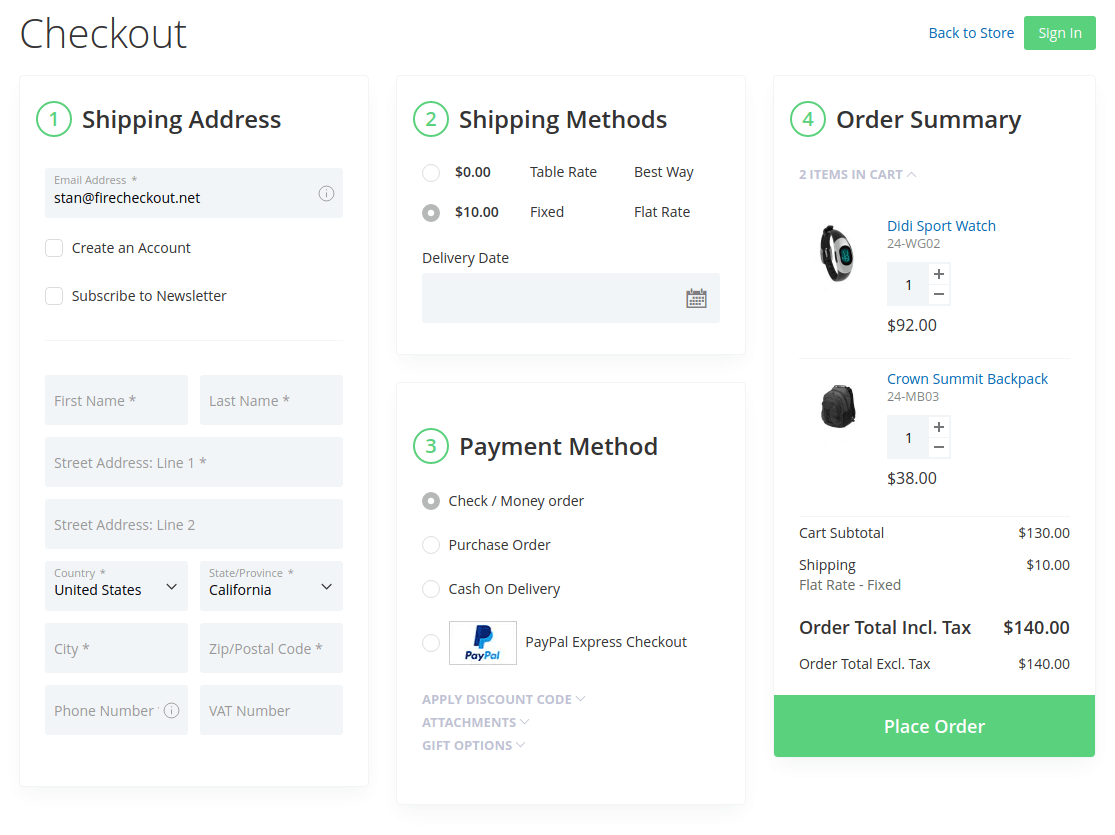 Checkout
Back to Store
Sign In
1 Shipping Address
Email Address *
stan@firecheckout.net
Create an Account
Subscribe to Newsletter
First Name *
Last Name *
Street Address: Line 1 *
Street Address: Line 2
Country *
United States
State/Province *
California
City *
Zip/Postal Code *
Phone Number
VAT Number
2 Shipping Methods
$0.00 Table Rate Best Way
$10.00 Fixed Flat Rate
Delivery Date
3 Payment Method
Check / Money order
Purchase Order
Cash On Delivery
PayPal PayPal Express Checkout
APPLY DISCOUNT CODE
ATTACHMENTS
GIFT OPTIONS
4 Order Summary
2 ITEMS IN CART
Didi Sport Watch
24-WG02
1
$92.00
Crown Summit Backpack
24-MB03
1
$38.00
Cart Subtotal $130.00
Shipping $10.00
Flat Rate - Fixed
Order Total Incl. Tax $140.00
Order Total Excl. Tax $140.00
Place Order